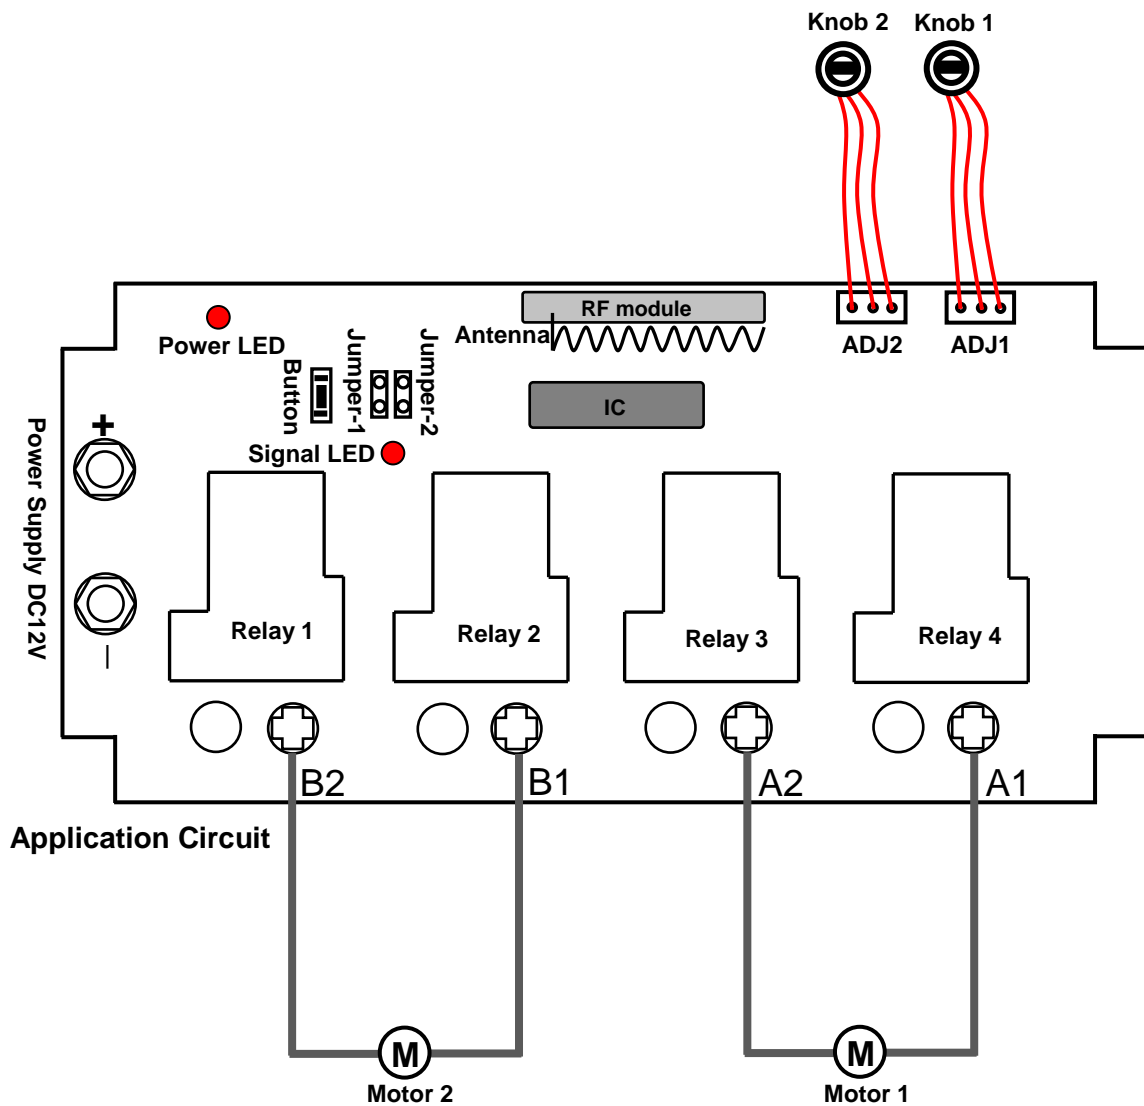 Knob 2
Knob 1
RF module
Antenna
ADJ2
ADJ1
Power LED
Button
Jumper-1
Jumper-2
IC
Signal LED
+
Power Supply DC12V
Relay 1
Relay 2
Relay 3
Relay 4
–
B2
B1
A2
A1
Application Circuit
M
M
Motor 2
Motor 1